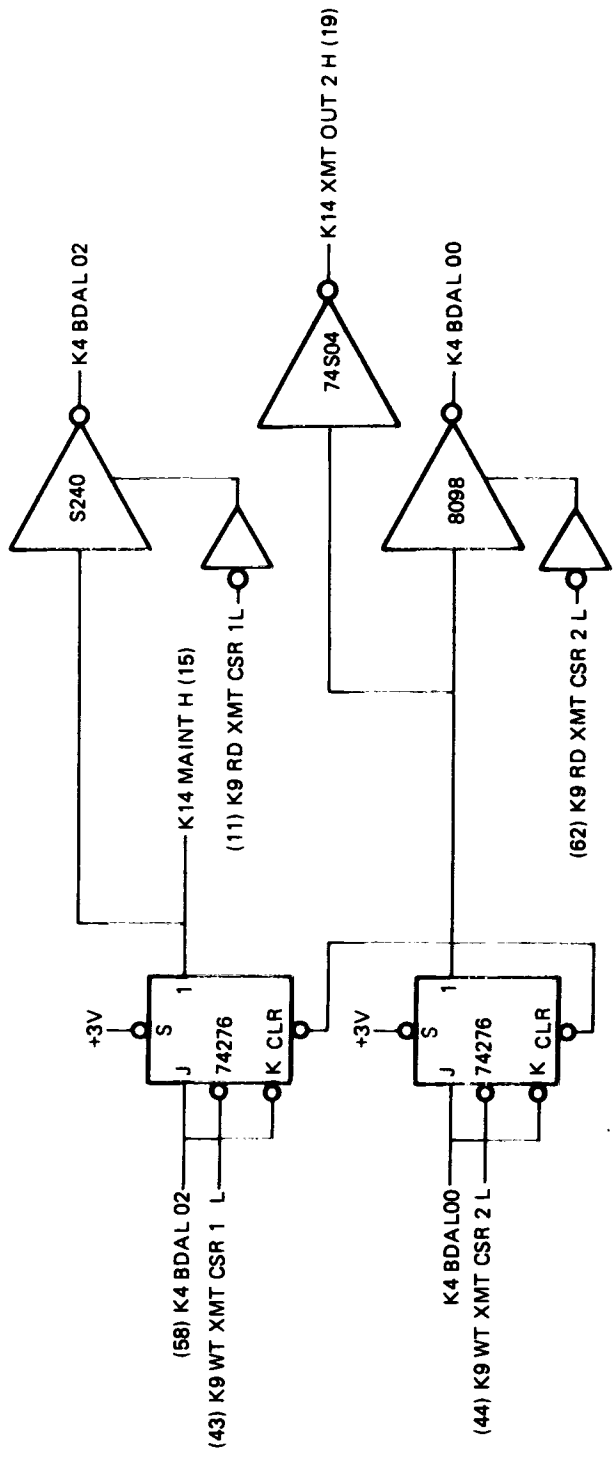 K4 BDAL 02
S240
K14 XMT OUT 2 H (19)
74S04
K4 BDAL 00
8098
K14 MAINT H (15)
(11) K9 RD XMT CSR 1L
(62) K9 RD XMT CSR 2 L
+3V
S
J
1
74276
K
CLR
(58) K4 BDAL 02
(43) K9 WT XMT CSR 1 L
+3V
S
J
1
74276
K
CLR
K4 BDAL00
(44) K9 WT XMT CSR 2 L